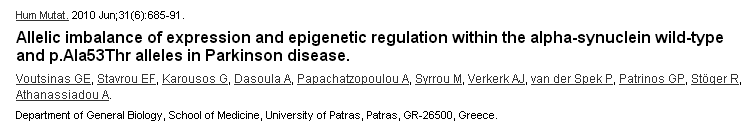 Hum Mutat. 2010 Jun;31(6):685-91.
Allelic imbalance of expression and epigenetic regulation within the alpha-synuclein wild-type
and p.Ala53Thr alleles in Parkinson disease.
Voutsinas GE, Stavrou EF, Karousos G, Dasoula A, Papachatzopoulou A, Syrrou M, Verkerk AJ, van der Spek P, Patrinos GP, Stöger R,
Athanassiadou A.
Department of General Biology, School of Medicine, University of Patras, Patras, GR-26500, Greece.